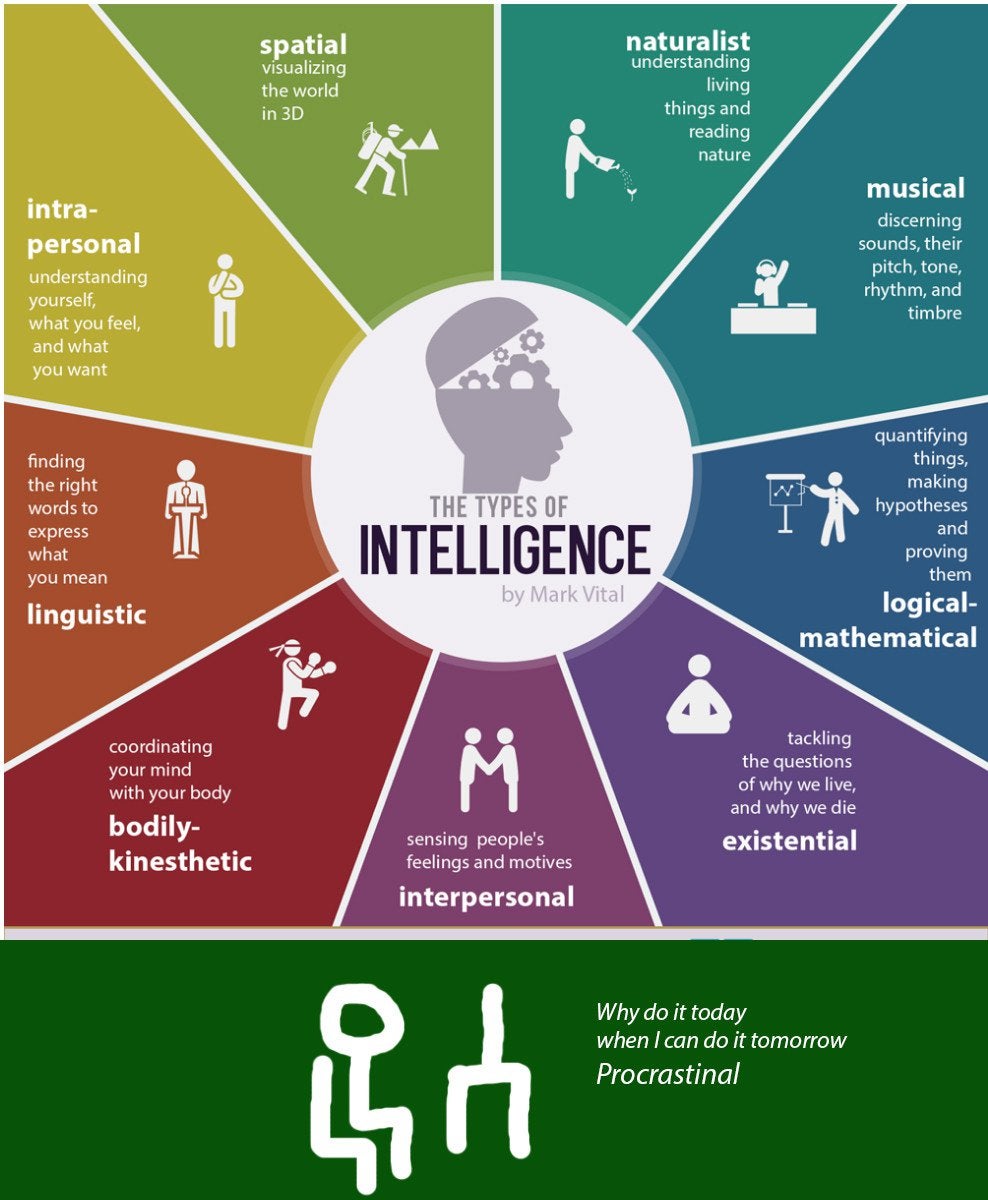 spatial
visualizing
the world
in 3D
naturalist
understanding
living
things and
reading
nature
musical
discerning
sounds, their
pitch, tone,
rhythm, and
timbre
intra-
personal
understanding
yourself,
what you feel,
and what
you want
finding
the right
words to
express
what
you mean
linguistic
THE TYPES OF
INTELLIGENCE
by Mark Vital
quantifying
things,
making
hypotheses
and
proving
them
logical-
mathematical
coordinating
your mind
with your body
bodily-
kinesthetic
sensing people's
feelings and motives
interpersonal
tackling
the questions
of why we live,
and why we die
existential
Why do it today
when I can do it tomorrow
Procrastinal